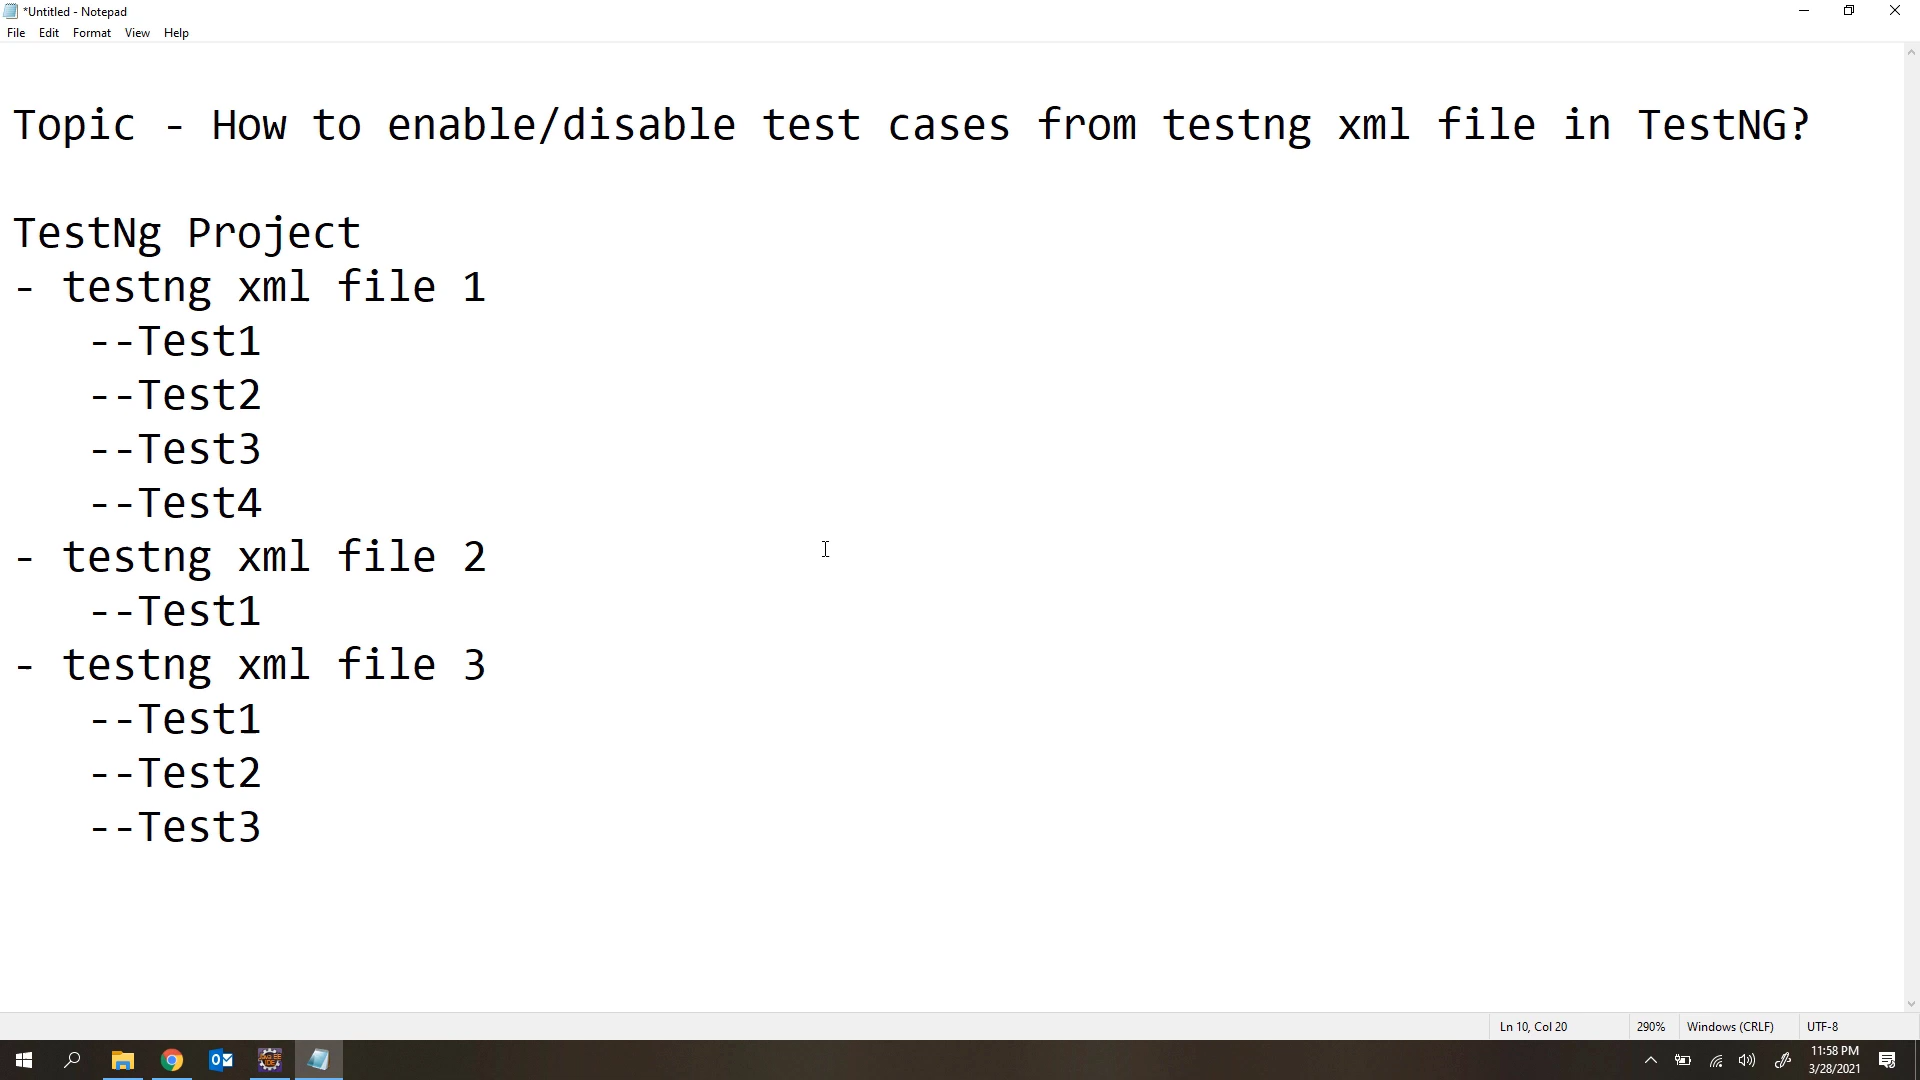 *Untitled - Notepad
File Edit Format View Help
Topic - How to enable/disable test cases from testng xml file in TestNG?
TestNg Project
- testng xml file 1
--Test1
--Test2
--Test3
--Test4
- testng xml file 2
--Test1
- testng xml file 3
--Test1
--Test2
--Test3
Ln 10, Col 20 290% Windows (CRLF) UTF-8
11:58 PM
3/28/2021